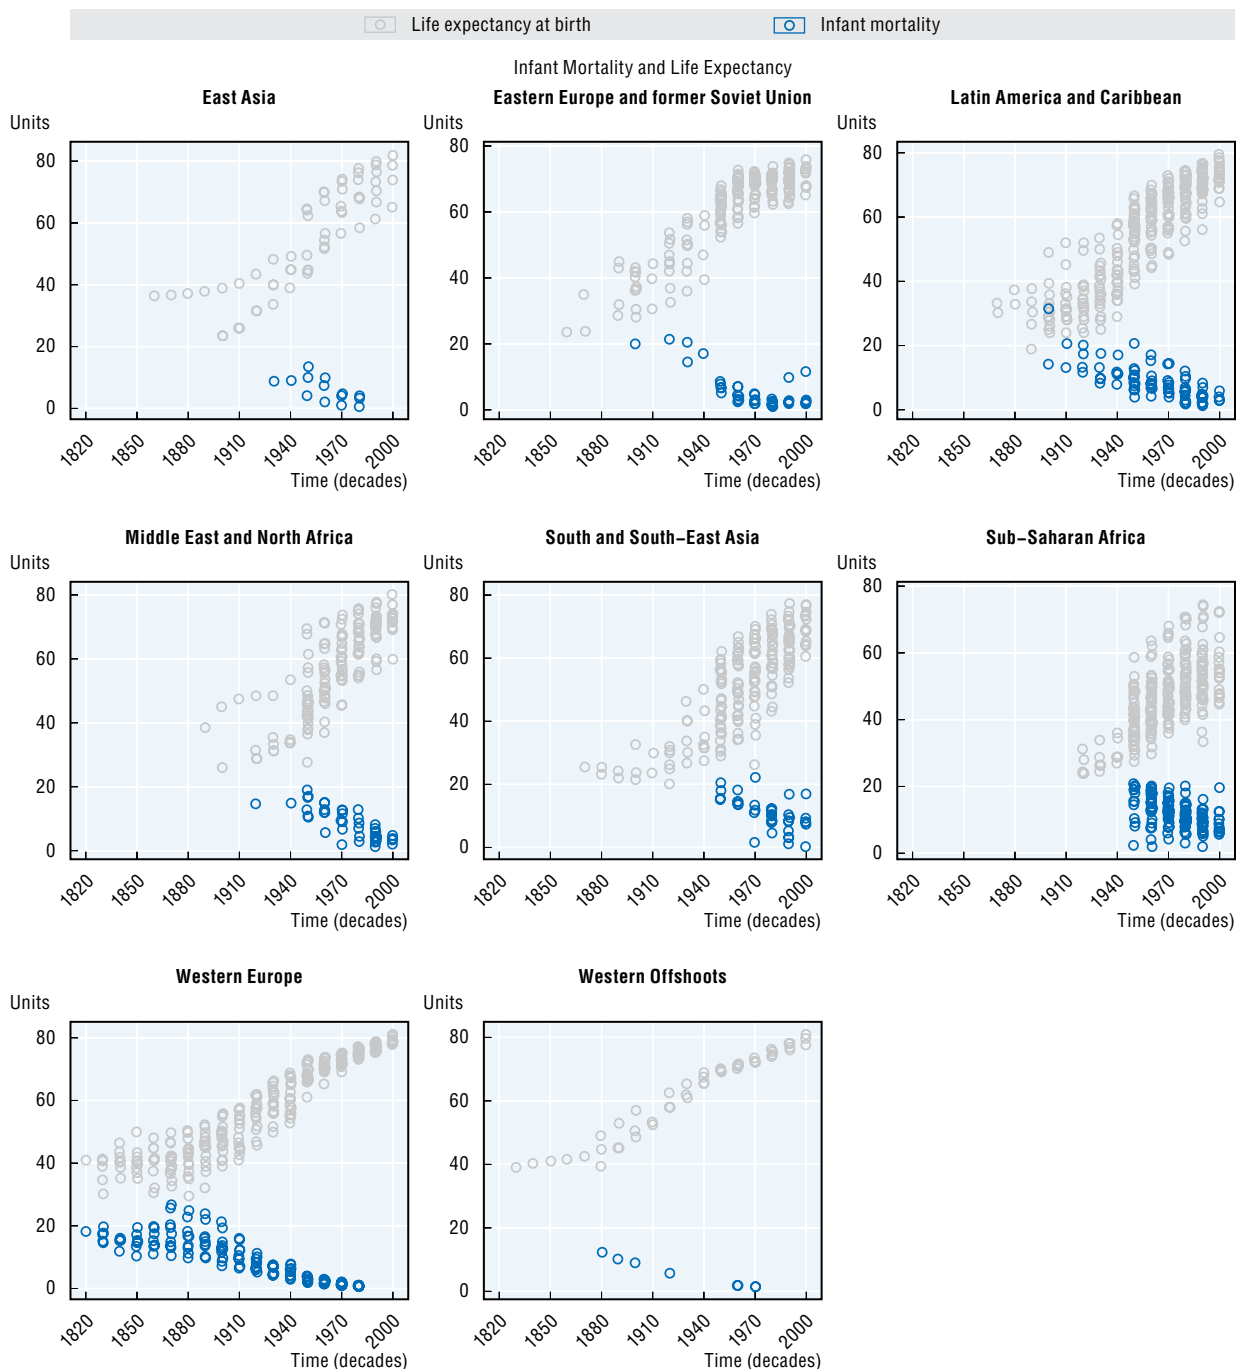 Life expectancy at birth Infant mortality
Infant Mortality and Life Expectancy
East Asia Eastern Europe and former Soviet Union Latin America and Caribbean
Units Units Units
80 80 80
60 60 60
40 40 40
20 20 20
0 0 0
1820 1850 1880 1910 1940 1970 2000 1820 1850 1880 1910 1940 1970 2000 1820 1850 1880 1910 1940 1970 2000
Time (decades) Time (decades) Time (decades)
Middle East and North Africa South and South–East Asia Sub–Saharan Africa
Units Units Units
80 80 80
60 60 60
40 40 40
20 20 20
0 0 0
1820 1850 1880 1910 1940 1970 2000 1820 1850 1880 1910 1940 1970 2000 1820 1850 1880 1910 1940 1970 2000
Time (decades) Time (decades) Time (decades)
Western Europe Western Offshoots
Units Units
80 80
60 60
40 40
20 20
0 0
1820 1850 1880 1910 1940 1970 2000 1820 1850 1880 1910 1940 1970 2000
Time (decades) Time (decades)